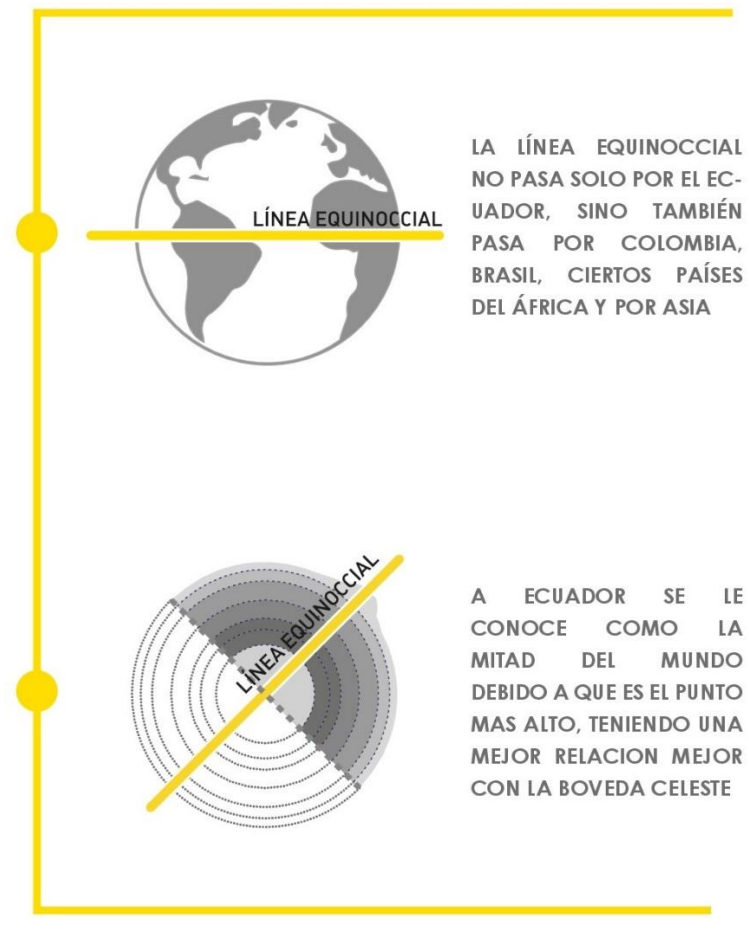 LÍNEA EQUINOCCIAL
LA LÍNEA EQUINOCCIAL
NO PASA SOLO POR EL EC-
UADOR, SINO TAMBIÉN
PASA POR COLOMBIA,
BRASIL, CIERTOS PAÍSES
DEL ÁFRICA Y POR ASIA
LÍNEA EQUINOCCIAL
A ECUADOR SE LE
CONOCE COMO LA
MITAD DEL MUNDO
DEBIDO A QUE ES EL PUNTO
MAS ALTO, TENIENDO UNA
MEJOR RELACION MEJOR
CON LA BOVEDA CELESTE